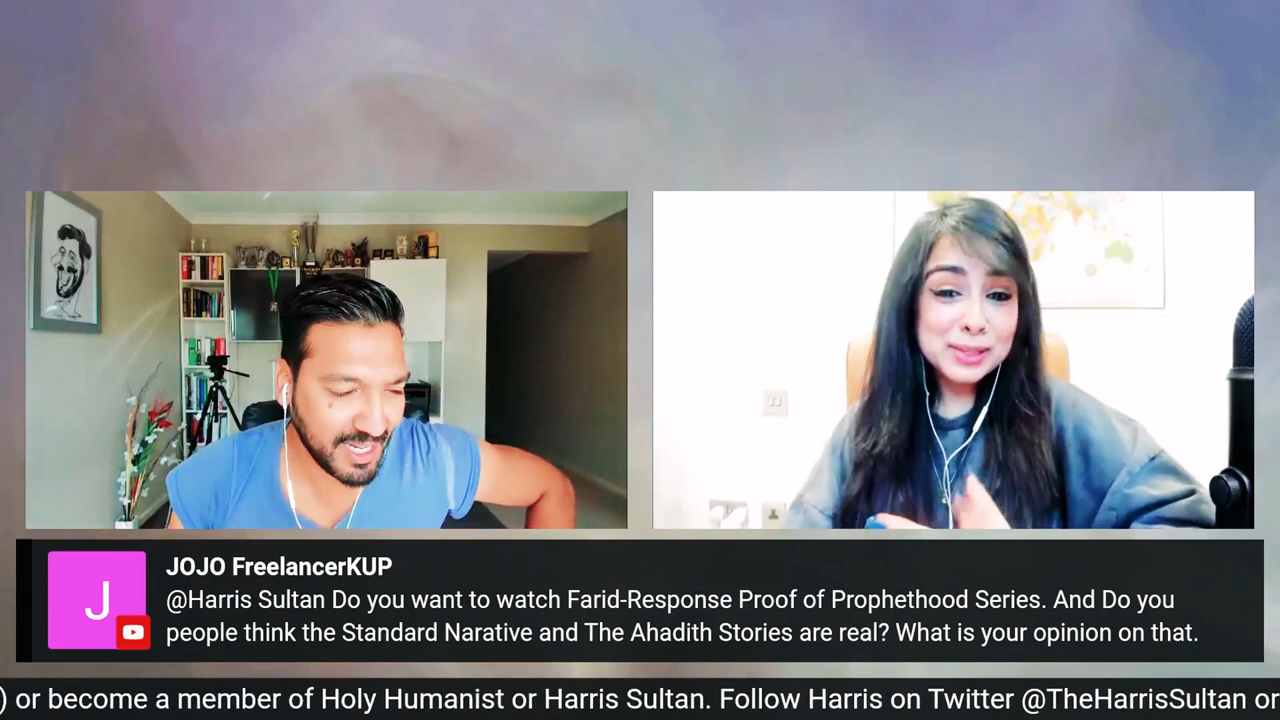 J
JOJO FreelancerKUP
@Harris Sultan Do you want to watch Farid-Response Proof of Prophethood Series. And Do you
people think the Standard Narative and The Ahadith Stories are real? What is your opinion on that.
) or become a member of Holy Humanist or Harris Sultan. Follow Harris on Twitter @TheHarrisSultan or